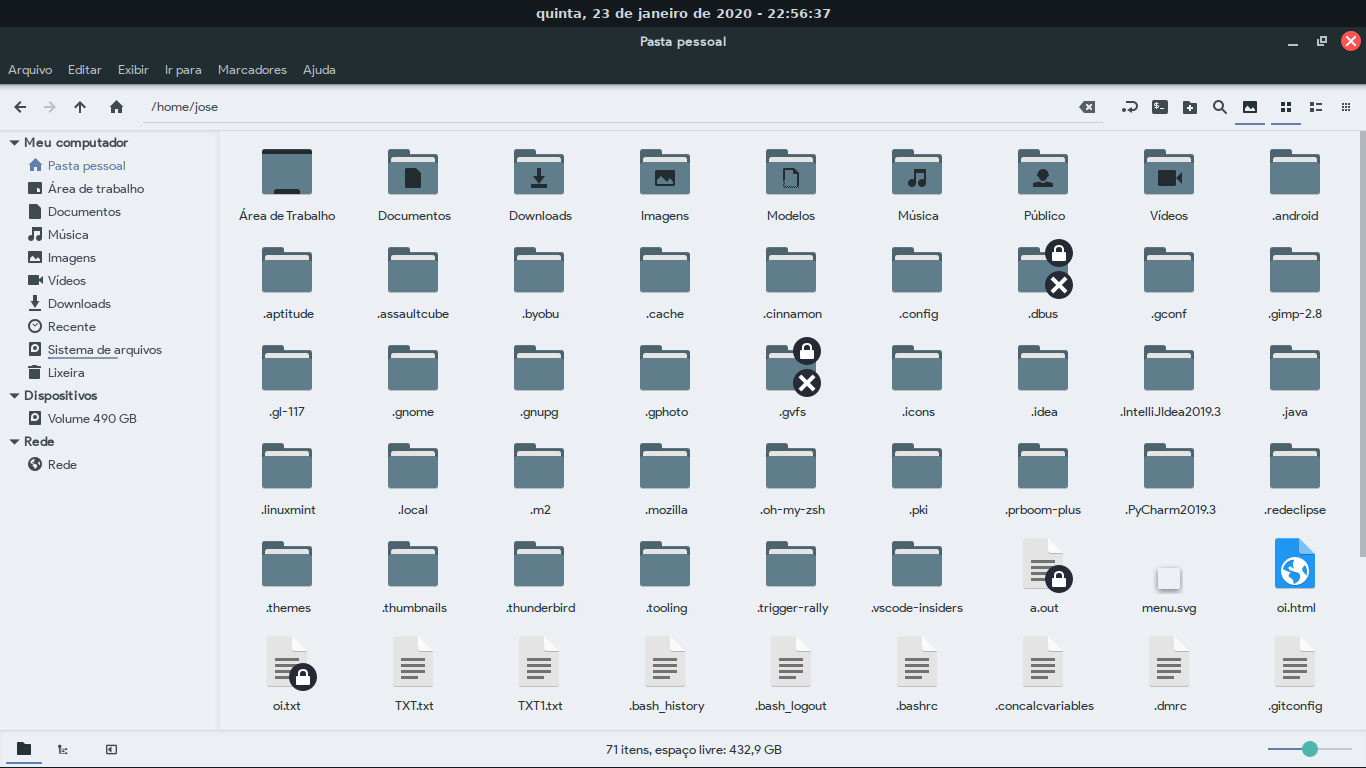 quinta, 23 de janeiro de 2020 - 22:56:37
Pasta pessoal
Arquivo Editar Exibir Ir para Marcadores Ajuda
/home/jose
Meu computador
Pasta pessoal
Área de trabalho
Documentos
Música
Imagens
Vídeos
Downloads
Recente
Sistema de arquivos
Lixeira
Dispositivos
Volume 490 GB
Rede
Rede
Área de Trabalho Documentos Downloads Imagens Modelos Música Público Vídeos .android
.aptitude .assaultcube .byobu .cache .cinnamon .config .dbus .gconf .gimp-2.8
.gl-117 .gnome .gnupg .gphoto .gvfs .icons .idea .IntelliJIdea2019.3 .java
.linuxmint .local .m2 .mozilla .oh-my-zsh .pki .prboom-plus .PyCharm2019.3 .redeclipse
.themes .thumbnails .thunderbird .tooling .trigger-rally .vscode-insiders a.out menu.svg oi.html
oi.txt TXT.txt TXT1.txt .bash_history .bash_logout .bashrc .concalcvariables .dmrc .gitconfig
71 itens, espaço livre: 432,9 GB